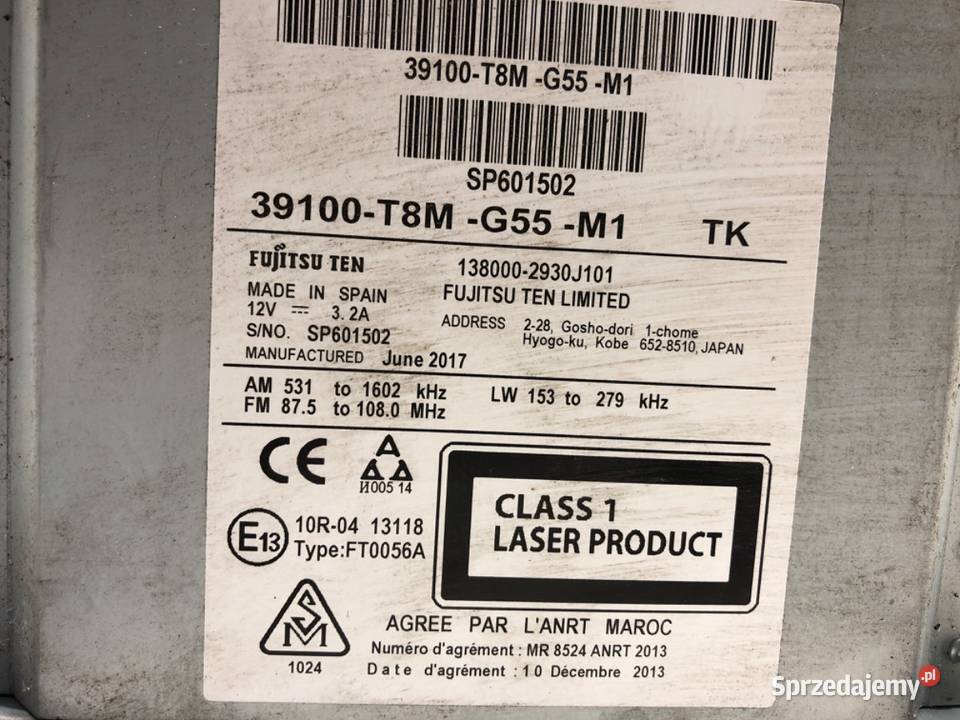 39100-T8M -G55 -M1
SP601502
39100-T8M -G55 -M1 TK
FUJITSU TEN
138000-2930J101
MADE IN SPAIN
FUJITSU TEN LIMITED
12V ⎓ 3.2A
ADDRESS 2-28, Gosho-dori 1-chome
Hyogo-ku, Kobe 652-8510, JAPAN
S/NO. SP601502
MANUFACTURED June 2017
AM 531 to 1602 kHz LW 153 to 279 kHz
FM 87.5 to 108.0 MHz
CE
A
И005 14
E13
10R-04 13118
Type:FT0056A
CLASS 1
LASER PRODUCT
SM
1024
AGREE PAR L'ANRT MAROC
Numéro d'agrément : MR 8524 ANRT 2013
Date d'agrément : 10 Décembre 2013
Sprzedajemy.pl